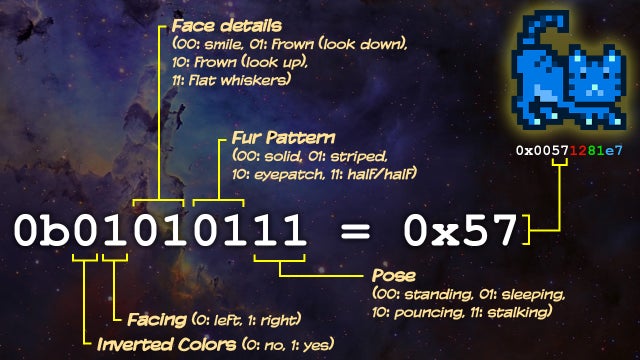 Face details
(00: smile, 01: frown (look down),
10: frown (look up),
11: flat whiskers)
Fur Pattern
(00: solid, 01: striped,
10: eyepatch, 11: half/half)
0x00571281e7
0b01010111 = 0x57
Pose
(00: standing, 01: sleeping,
10: pouncing, 11: stalking)
Facing (0: left, 1: right)
Inverted Colors (0: no, 1: yes)